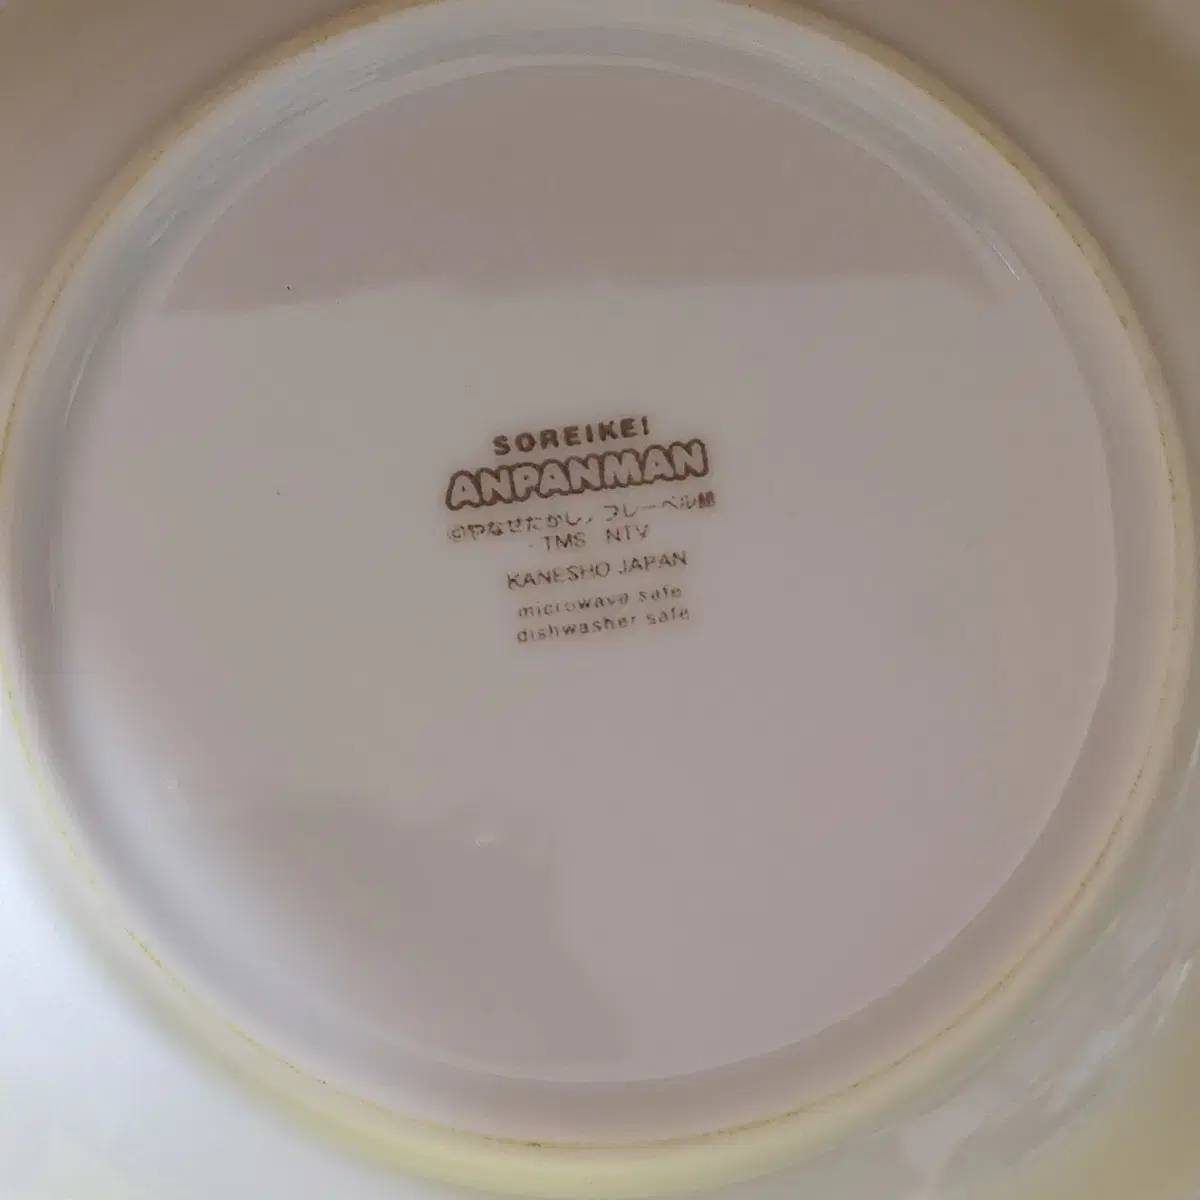 SOREIKE!
ANPANMAN
©やなせたかし/フレーベル館
・TMS・NTV
KANESHO JAPAN
microwave safe
dishwasher safe